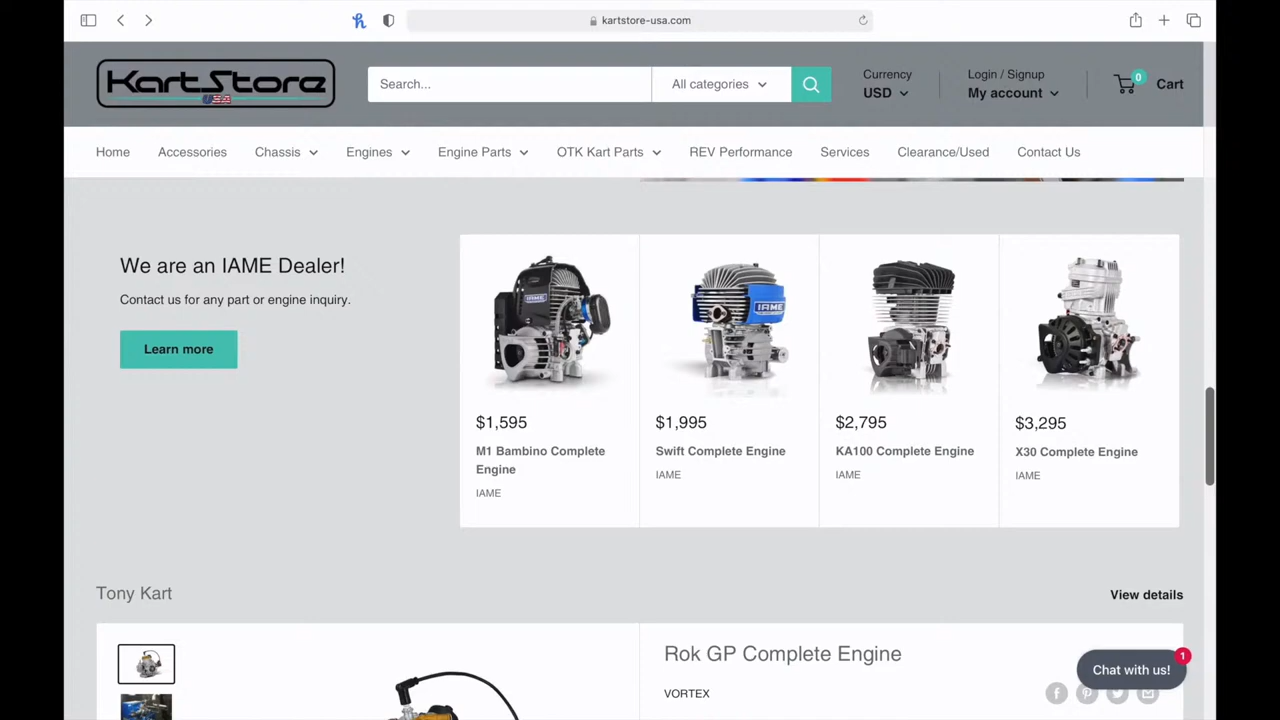 kartstore-usa.com
KartStore
USA
Search...
All categories
Currency
USD
Login / Signup
My account
0
Cart
Home
Accessories
Chassis
Engines
Engine Parts
OTK Kart Parts
REV Performance
Services
Clearance/Used
Contact Us
We are an IAME Dealer!
Contact us for any part or engine inquiry.
Learn more
IAME
IAME
$1,595
M1 Bambino Complete
Engine
IAME
$1,995
Swift Complete Engine
IAME
$2,795
KA100 Complete Engine
IAME
$3,295
X30 Complete Engine
IAME
Tony Kart
View details
Rok GP Complete Engine
VORTEX
Chat with us!
1